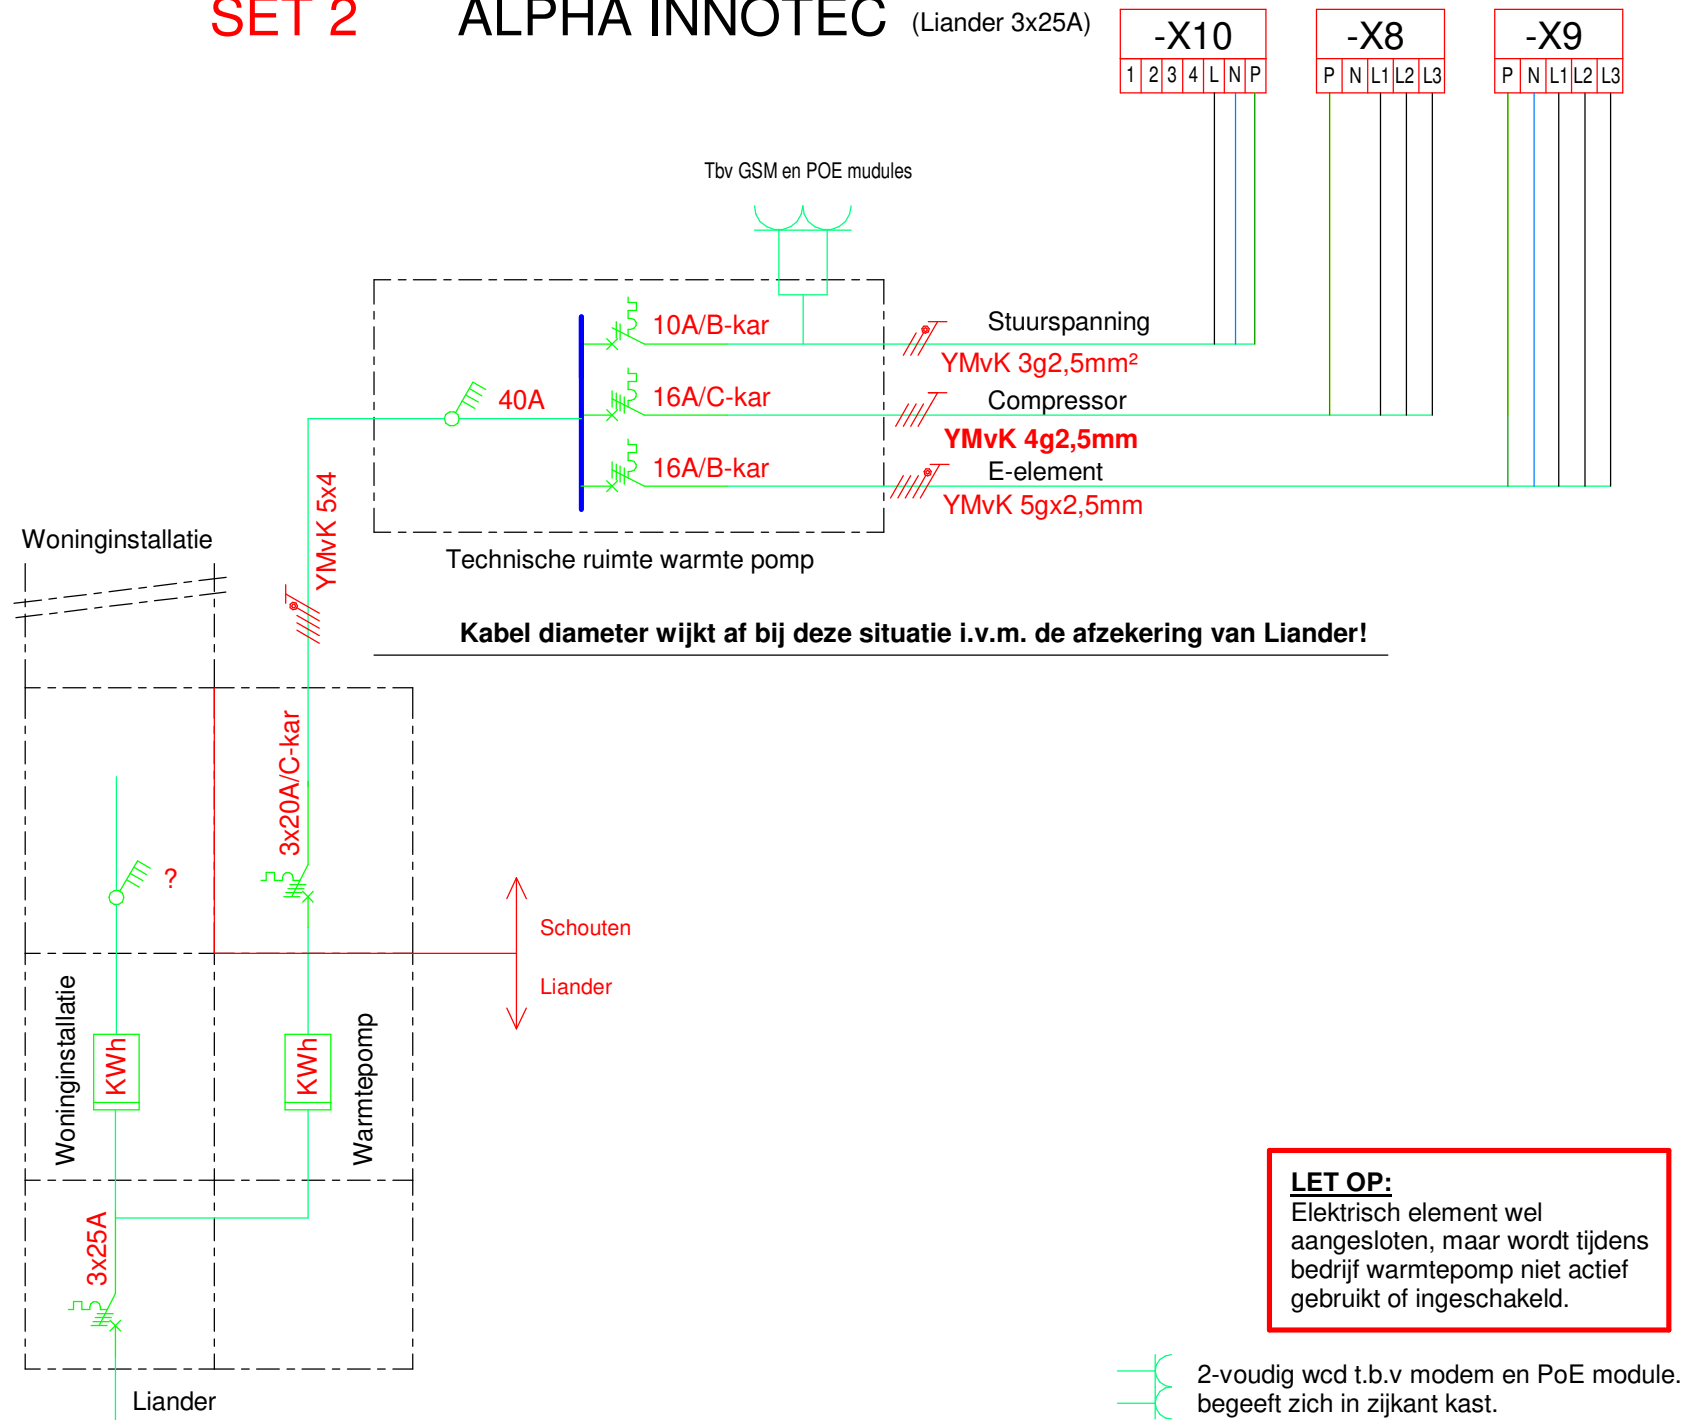 SET 2 ALPHA INNOTEC (Liander 3x25A)
-X10 -X8 -X9
1 2 3 4 L N P P N L1 L2 L3 P N L1 L2 L3
Tbv GSM en POE mudules
10A/B-kar Stuurspanning
YMvK 3g2,5mm²
40A 16A/C-kar Compressor
YMvK 4g2,5mm
16A/B-kar E-element
YMvK 5gx2,5mm
YMvK 5x4
Technische ruimte warmte pomp
Woninginstallatie
Kabel diameter wijkt af bij deze situatie i.v.m. de afzekering van Liander!
3x20A/C-kar
?
Schouten
Liander
Woninginstallatie
KWh
KWh
Warmtepomp
3x25A
Liander
LET OP:
Elektrisch element wel
aangesloten, maar wordt tijdens
bedrijf warmtepomp niet actief
gebruikt of ingeschakeld.
2-voudig wcd t.b.v modem en PoE module.
begeeft zich in zijkant kast.